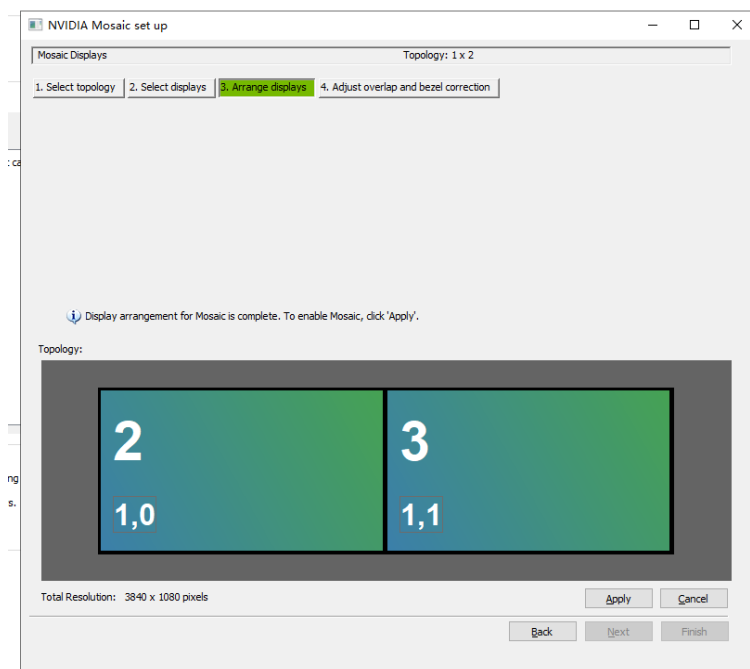 NVIDIA Mosaic set up
Mosaic Displays Topology: 1 x 2
1. Select topology 2. Select displays 3. Arrange displays 4. Adjust overlap and bezel correction
Display arrangement for Mosaic is complete. To enable Mosaic, click 'Apply'.
Topology:
2 3
1,0 1,1
Total Resolution: 3840 x 1080 pixels Apply Cancel
Back Next Finish